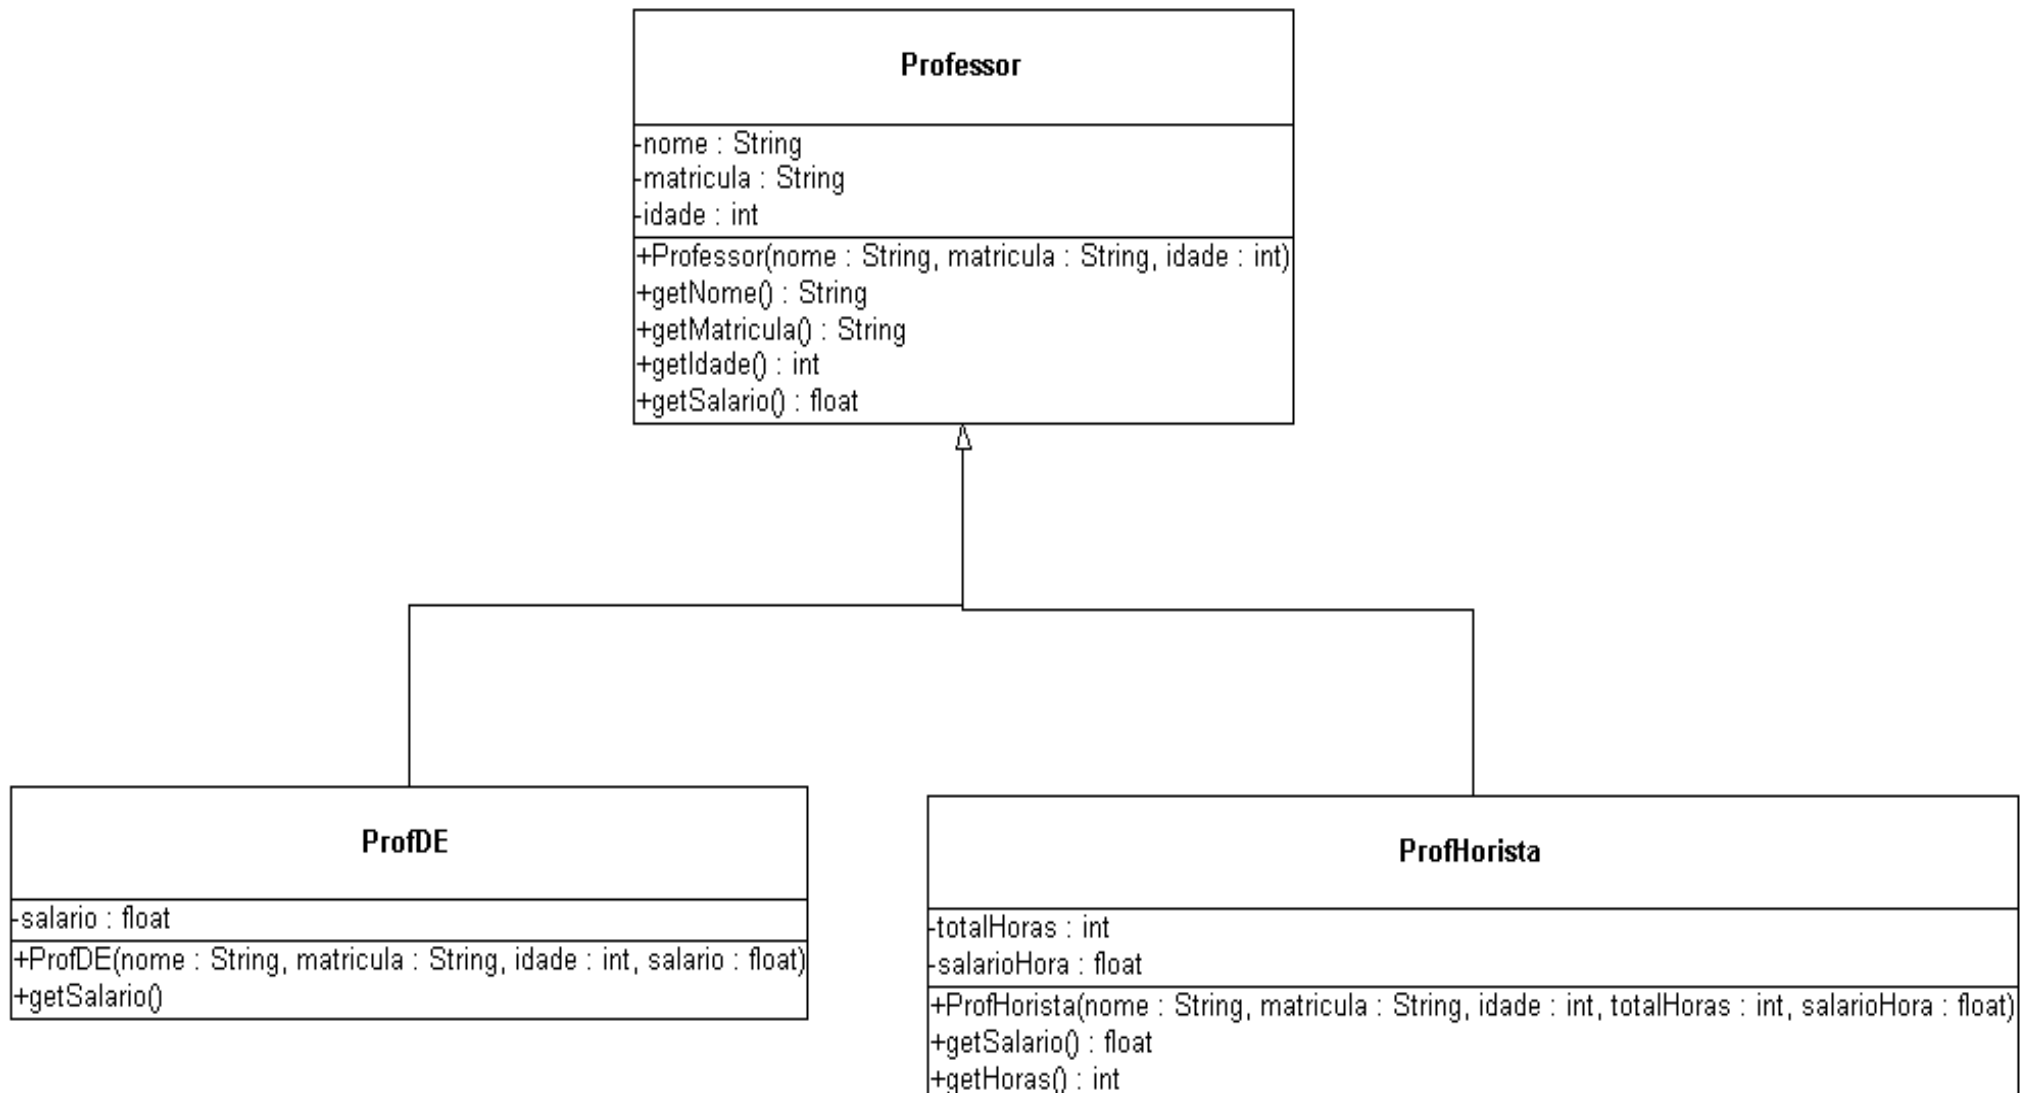 Professor
-nome : String
-matricula : String
-idade : int
+Professor(nome : String, matricula : String, idade : int)
+getNome() : String
+getMatricula() : String
+getIdade() : int
+getSalario() : float
ProfDE
-salario : float
+ProfDE(nome : String, matricula : String, idade : int, salario : float)
+getSalario()
ProfHorista
-totalHoras : int
-salarioHora : float
+ProfHorista(nome : String, matricula : String, idade : int, totalHoras : int, salarioHora : float)
+getSalario() : float
+getHoras() : int